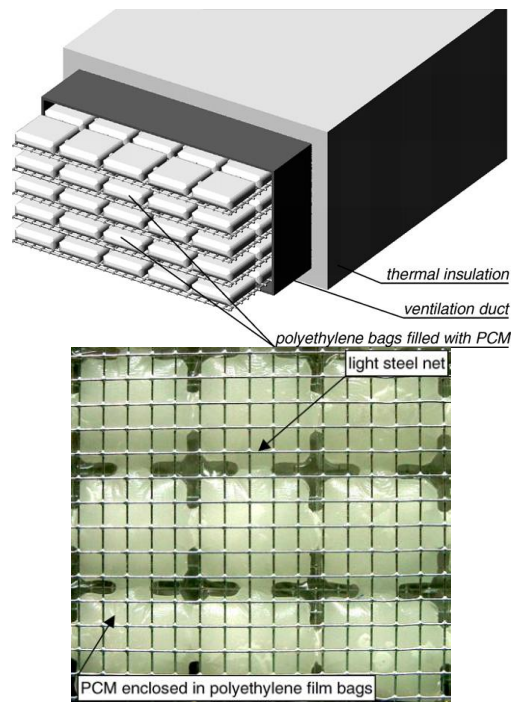 thermal insulation
ventilation duct
polyethylene bags filled with PCM
light steel net
PCM enclosed in polyethylene film bags